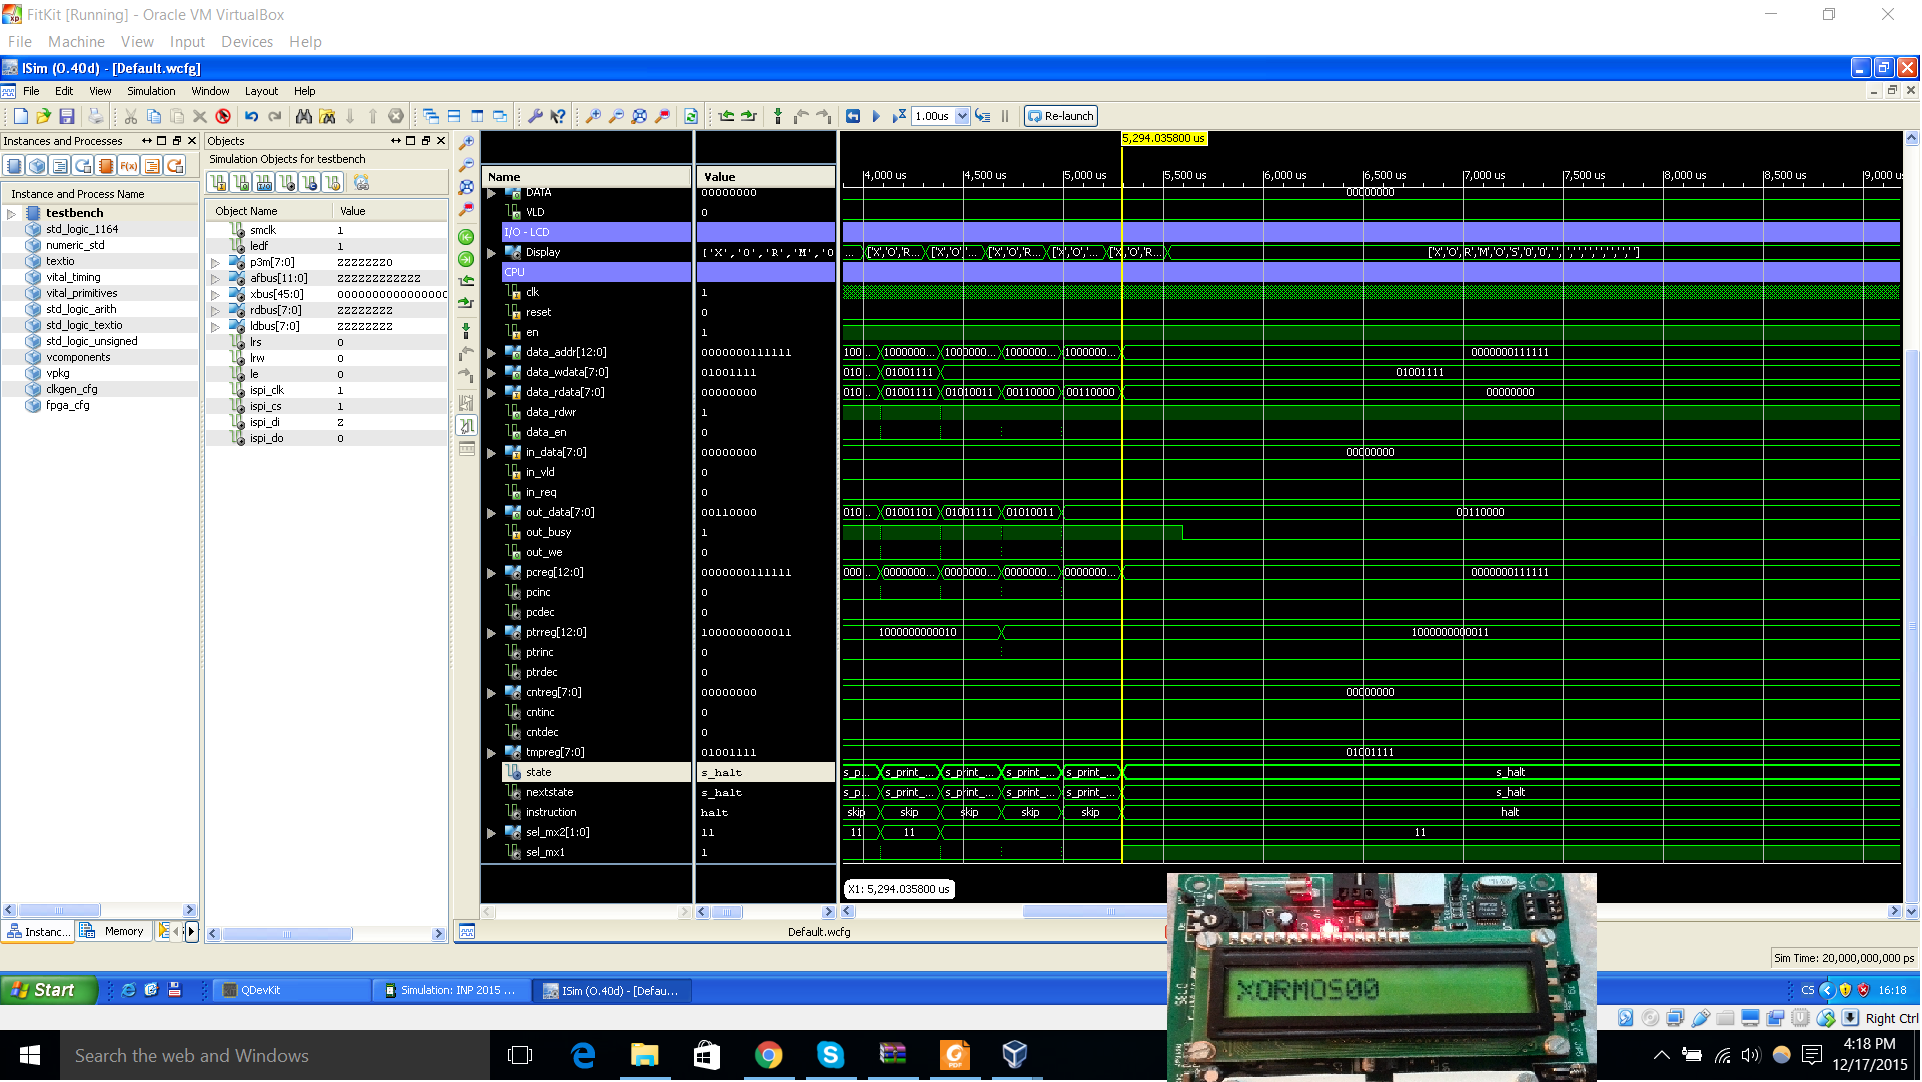 FitKit [Running] - Oracle VM VirtualBox
File Machine View Input Devices Help
ISim (O.40d) - [Default.wcfg]
File Edit View Simulation Window Layout Help
1.00us Re-launch
Instances and Processes
Instance and Process Name
testbench
std_logic_1164
numeric_std
textio
vital_timing
vital_primitives
std_logic_arith
std_logic_textio
std_logic_unsigned
vcomponents
vpkg
clkgen_cfg
fpga_cfg
Instanc... Memory
Objects
Simulation Objects for testbench
Object Name Value
smclk 1
ledf 1
p3m[7:0] ZZZZZZZ0
afbus[11:0] ZZZZZZZZZZZZ
xbus[45:0] 00000000000000000
rdbus[7:0] ZZZZZZZZ
ldbus[7:0] ZZZZZZZZ
lrs 0
lrw 0
le 0
ispi_clk 1
ispi_cs 1
ispi_di Z
ispi_do 0
5,294.035800 us
Name Value
4,000 us 4,500 us 5,000 us 5,500 us 6,000 us 6,500 us 7,000 us 7,500 us 8,000 us 8,500 us 9,000 us
DATA 00000000 00000000
VLD 0
I/O - LCD
Display ['X','O','R','M','O ... ['X','O','R... ['X','O','... ['X','O','R... ['X','O','... ['X','O','R... ['X','O','R','M','O','S','0','0',' ',' ',' ',' ',' ',' ',' ',' ']
CPU
clk 1
reset 0
en 1
data_addr[12:0] 0000000111111 100... 1000000... 1000000... 1000000... 1000000... 0000000111111
data_wdata[7:0] 01001111 010... 01001111 01001111
data_rdata[7:0] 00000000 010... 01001111 01010011 00110000 00110000 00000000
data_rdwr 1
data_en 0
in_data[7:0] 00000000 00000000
in_vld 0
in_req 0
out_data[7:0] 00110000 010... 01001101 01001111 01010011 00110000
out_busy 1
out_we 0
pcreg[12:0] 0000000111111 000... 0000000... 0000000... 0000000... 0000000... 0000000111111
pcinc 0
pcdec 0
ptrreg[12:0] 1000000000011 1000000000010 1000000000011
ptrinc 0
ptrdec 0
cntreg[7:0] 00000000 00000000
cntinc 0
cntdec 0
tmpreg[7:0] 01001111 01001111
state s_halt s_p... s_print_... s_print_... s_print_... s_print_... s_halt
nextstate s_halt s_p... s_print_... s_print_... s_print_... s_print_... s_halt
instruction halt skip skip skip skip skip halt
sel_mx2[1:0] 11 11 11 11
sel_mx1 1
X1: 5,294.035800 us
Default.wcfg
Sim Time: 20,000,000,000 ps
XORMOS00
Start QDevKit Simulation: INP 2015 ... ISim (O.40d) - [Defau... CS 16:18
Right Ctrl
Search the web and Windows
4:18 PM
12/17/2015